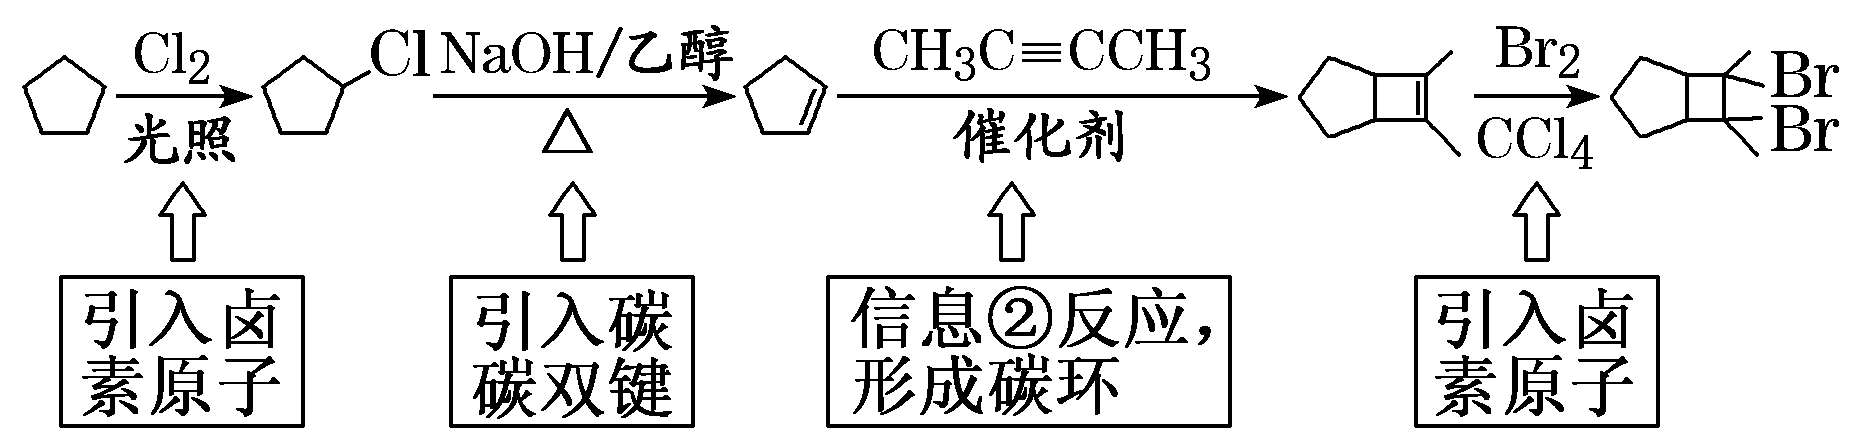 Cl2
光照
Cl
NaOH/乙醇
△
CH3C≡CCH3
催化剂
Br2
CCl4
Br
Br
引入卤
素原子
引入碳
碳双键
信息②反应，
形成碳环
引入卤
素原子